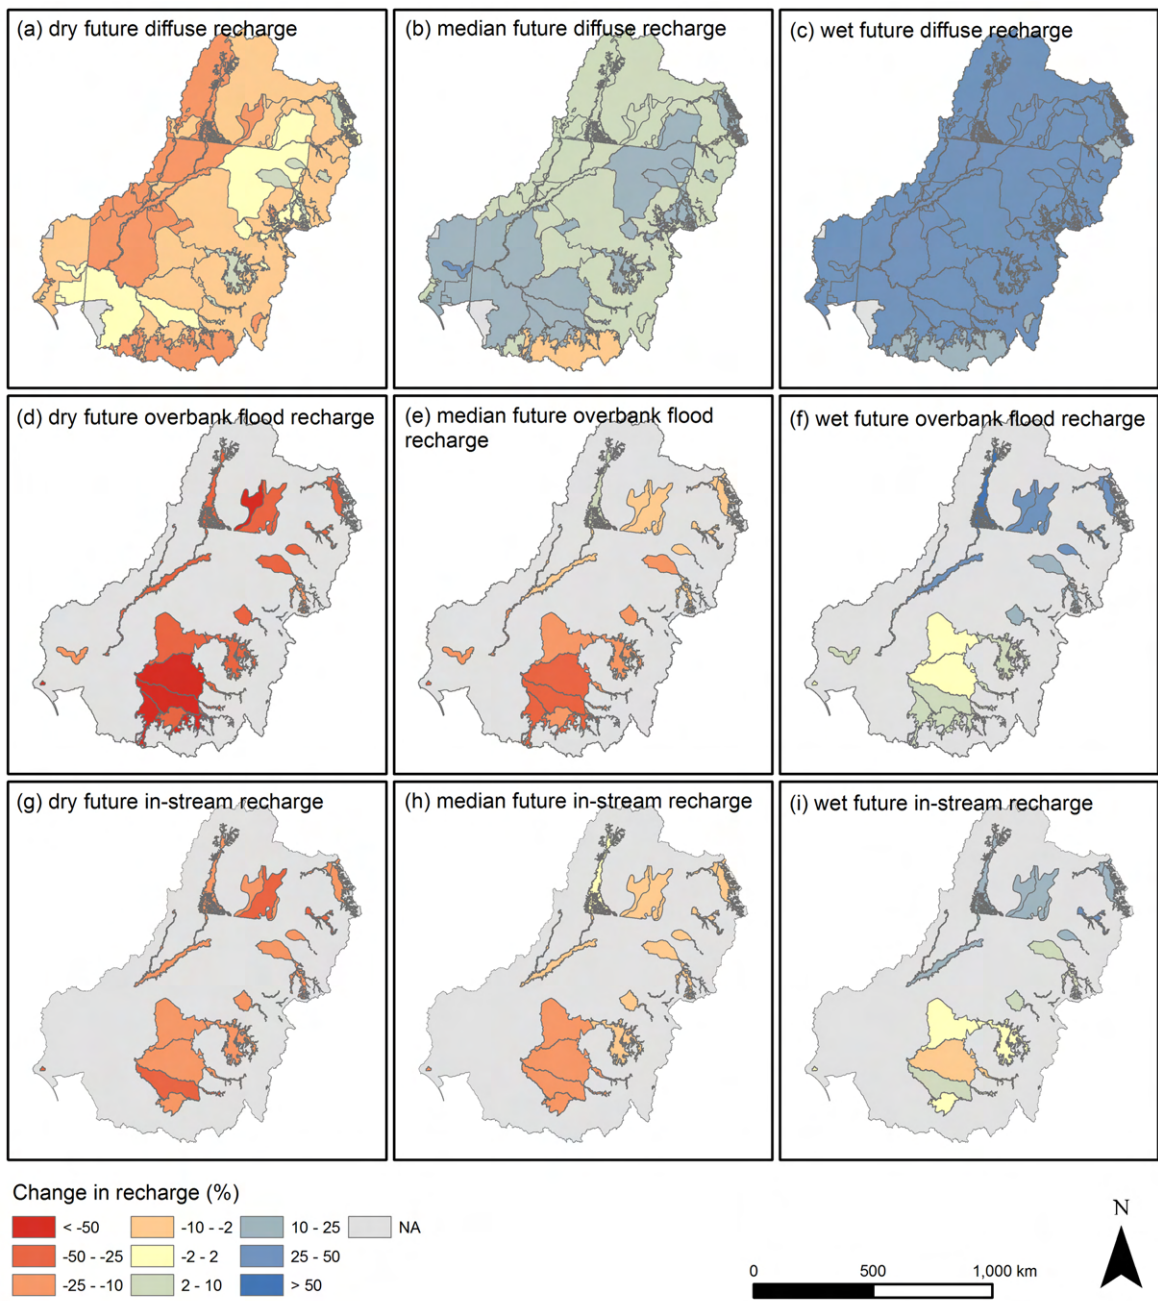 (a) dry future diffuse recharge
(b) median future diffuse recharge
(c) wet future diffuse recharge
(d) dry future overbank flood recharge
(e) median future overbank flood
recharge
(f) wet future overbank flood recharge
(g) dry future in-stream recharge
(h) median future in-stream recharge
(i) wet future in-stream recharge
Change in recharge (%)
< -50
-10 - -2
10 - 25
NA
-50 - -25
-2 - 2
25 - 50
-25 - -10
2 - 10
> 50
N
0 500 1,000 km